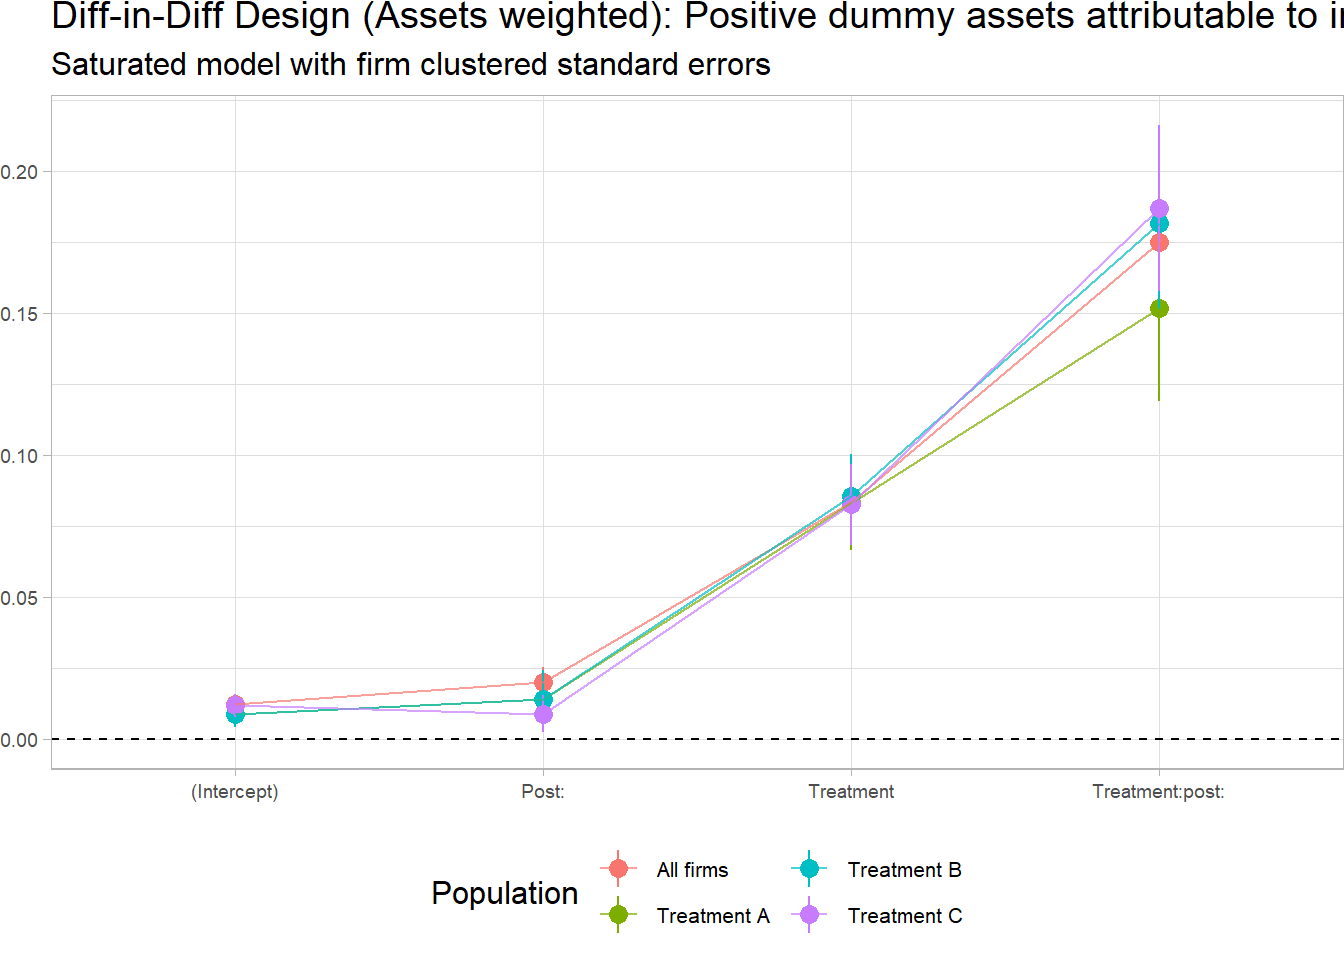 Diff-in-Diff Design (Assets weighted): Positive dummy assets attributable to
Saturated model with firm clustered standard errors
0.20
0.15
0.10
0.05
0.00
(Intercept) Post: Treatment Treatment:post:
Population
All firms Treatment B
Treatment A Treatment C